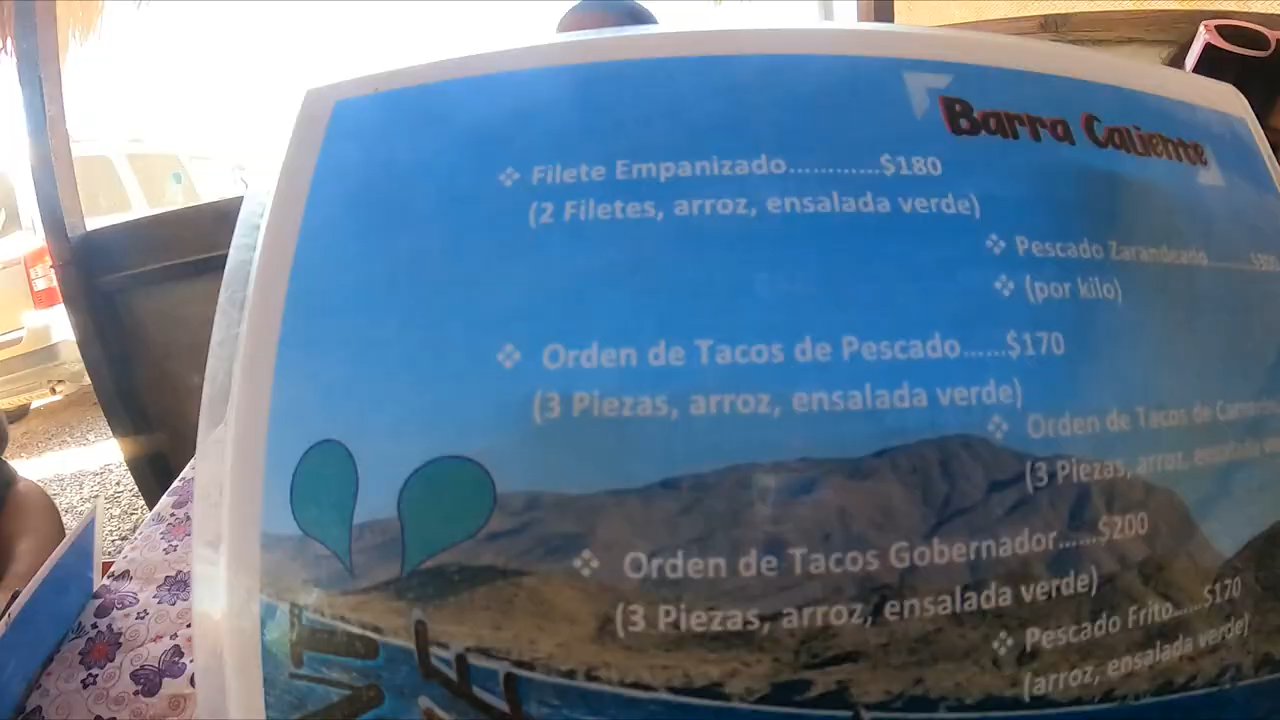 Barra Caliente
❖ Filete Empanizado............$180
(2 Filetes, arroz, ensalada verde)
❖ Pescado Zarandeado
❖ (por kilo)
❖ Orden de Tacos de Pescado......$170
(3 Piezas, arroz, ensalada verde)
❖ Orden de Tacos de
(3 Piezas, arroz, ensalada
❖ Orden de Tacos Gobernador......$200
(3 Piezas, arroz, ensalada verde)
❖ Pescado Frito......$170
(arroz, ensalada verde)